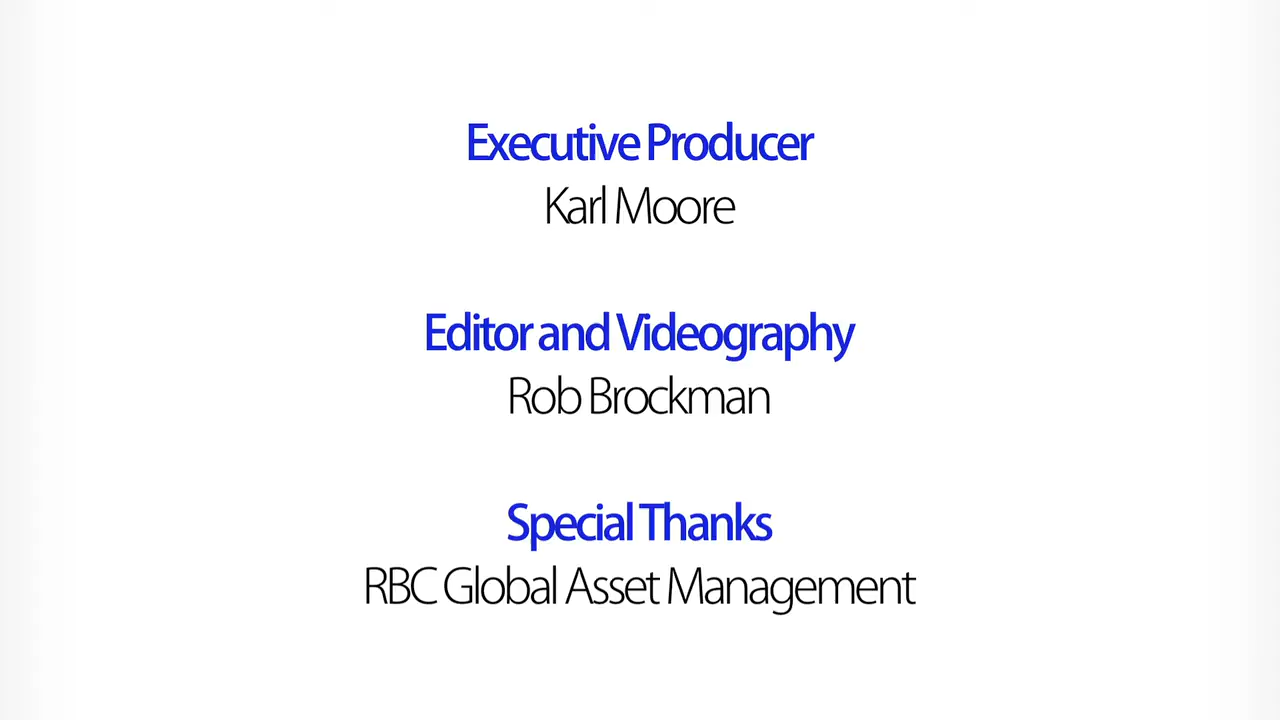 Executive Producer
Karl Moore
Editor and Videography
Rob Brockman
Special Thanks
RBC Global Asset Management